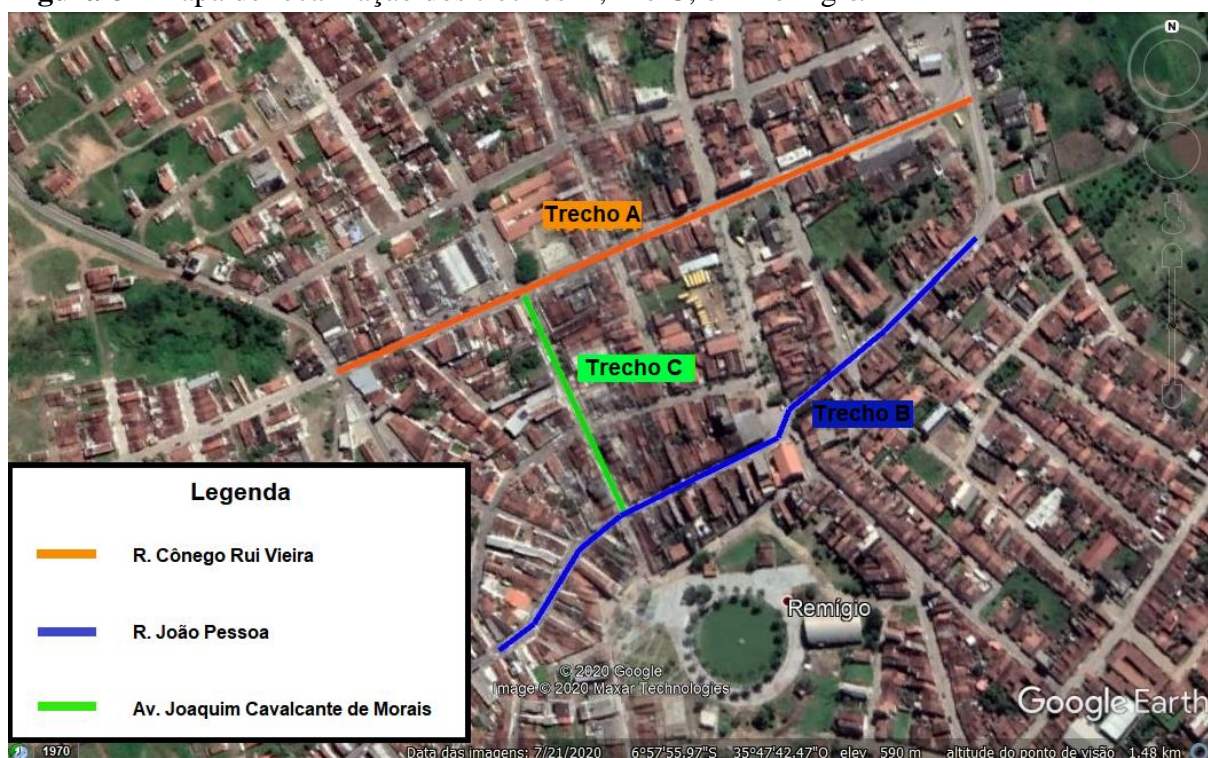 N
Trecho A
Trecho C
Trecho B
Legenda
R. Cônego Rui Vieira
R. João Pessoa
Av. Joaquim Cavalcante de Morais
Remígio
© 2020 Google
Image © 2020 Maxar Technologies
Google Earth
1970
Data das imagens: 7/21/2020 6°57'55.97"S 35°47'42.47"O elev 590 m altitude do ponto de visão 1.48 km